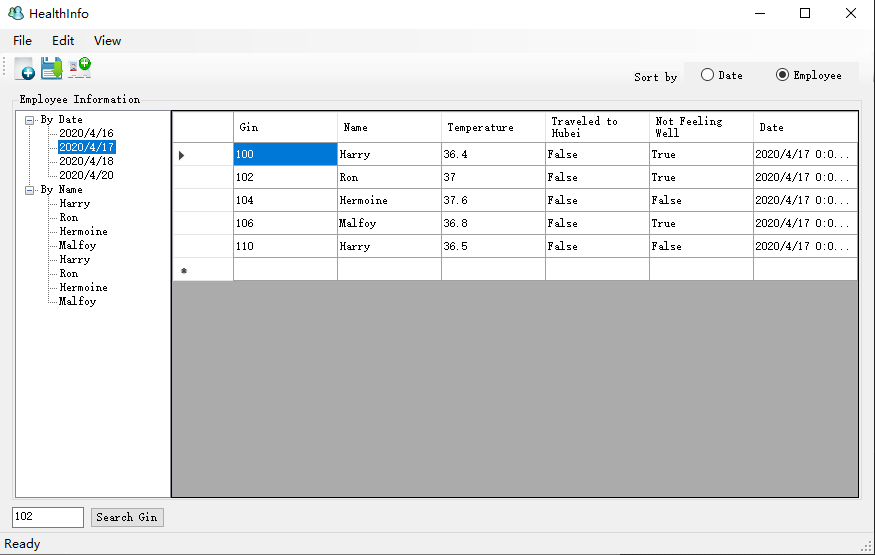 HealthInfo
File Edit View
Sort by Date Employee
Employee Information
By Date
2020/4/16
2020/4/17
2020/4/18
2020/4/20
By Name
Harry
Ron
Hermoine
Malfoy
Harry
Ron
Hermoine
Malfoy
Gin Name Temperature Traveled to Hubei Not Feeling Well Date
100 Harry 36.4 False True 2020/4/17 0:0...
102 Ron 37 False True 2020/4/17 0:0...
104 Hermoine 37.6 False False 2020/4/17 0:0...
106 Malfoy 36.8 False True 2020/4/17 0:0...
110 Harry 36.5 False False 2020/4/17 0:0...
102 Search Gin
Ready